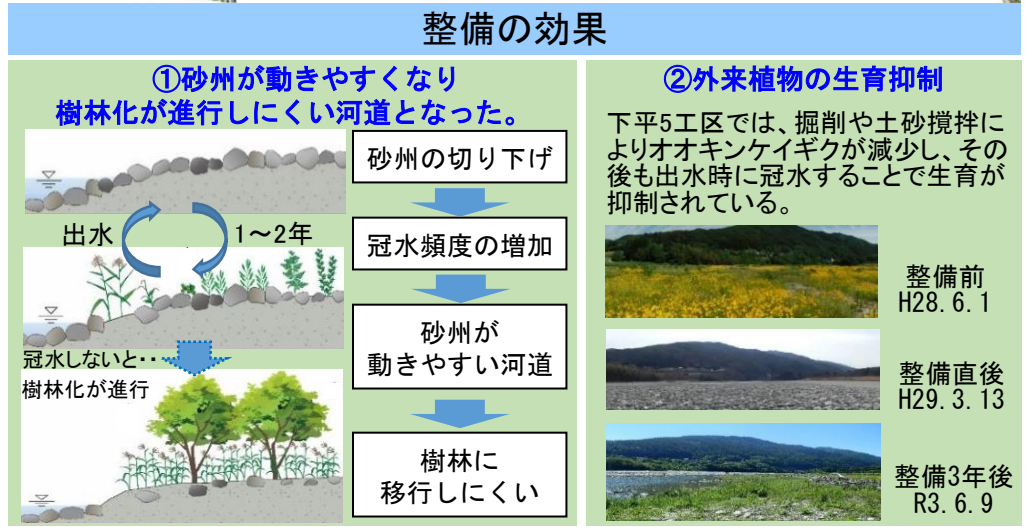 整備の効果
①砂州が動きやすくなり
樹林化が進行しにくい河道となった。
出水
1～2年
冠水しないと・・
樹林化が進行
砂州の切り下げ
冠水頻度の増加
砂州が
動きやすい河道
樹林に
移行しにくい
②外来植物の生育抑制
下平5工区では、掘削や土砂撹拌に
よりオオキンケイギクが減少し、その
後も出水時に冠水することで生育が
抑制されている。
整備前
H28.6.1
整備直後
H29.3.13
整備3年後
R3.6.9